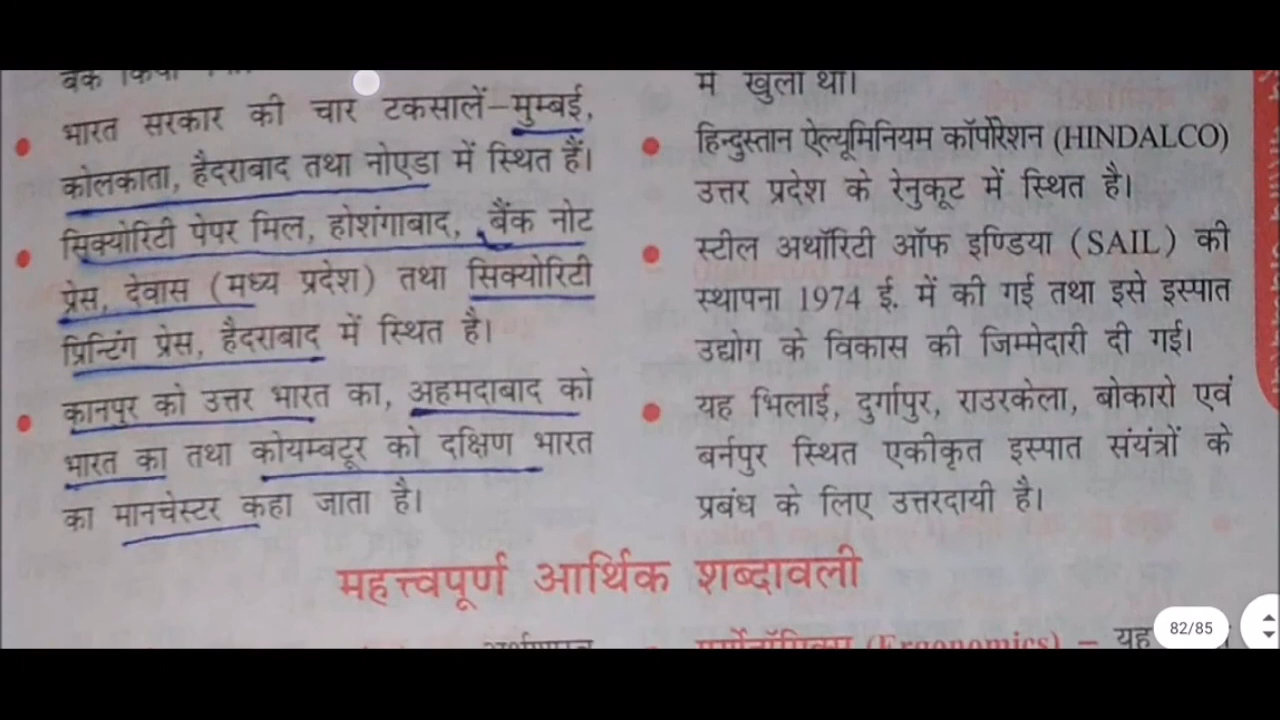 भारत सरकार की चार टकसालें–मुम्बई,
कोलकाता, हैदराबाद तथा नोएडा में स्थित हैं।
सिक्योरिटी पेपर मिल, होशंगाबाद, बैंक नोट
प्रेस, देवास (मध्य प्रदेश) तथा सिक्योरिटी
प्रिन्टिंग प्रेस, हैदराबाद में स्थित है।
कानपुर को उत्तर भारत का, अहमदाबाद को
भारत का तथा कोयम्बटूर को दक्षिण भारत
का मानचेस्टर कहा जाता है।
में खुला था।
हिन्दुस्तान ऐल्यूमिनियम कॉर्पोरेशन (HINDALCO)
उत्तर प्रदेश के रेनुकूट में स्थित है।
स्टील अथॉरिटी ऑफ इण्डिया (SAIL) की
स्थापना 1974 ई. में की गई तथा इसे इस्पात
उद्योग के विकास की जिम्मेदारी दी गई।
यह भिलाई, दुर्गापुर, राउरकेला, बोकारो एवं
बर्नपुर स्थित एकीकृत इस्पात संयंत्रों के
प्रबंध के लिए उत्तरदायी है।
महत्त्वपूर्ण आर्थिक शब्दावली
(Ergonomics) – यह
82/85